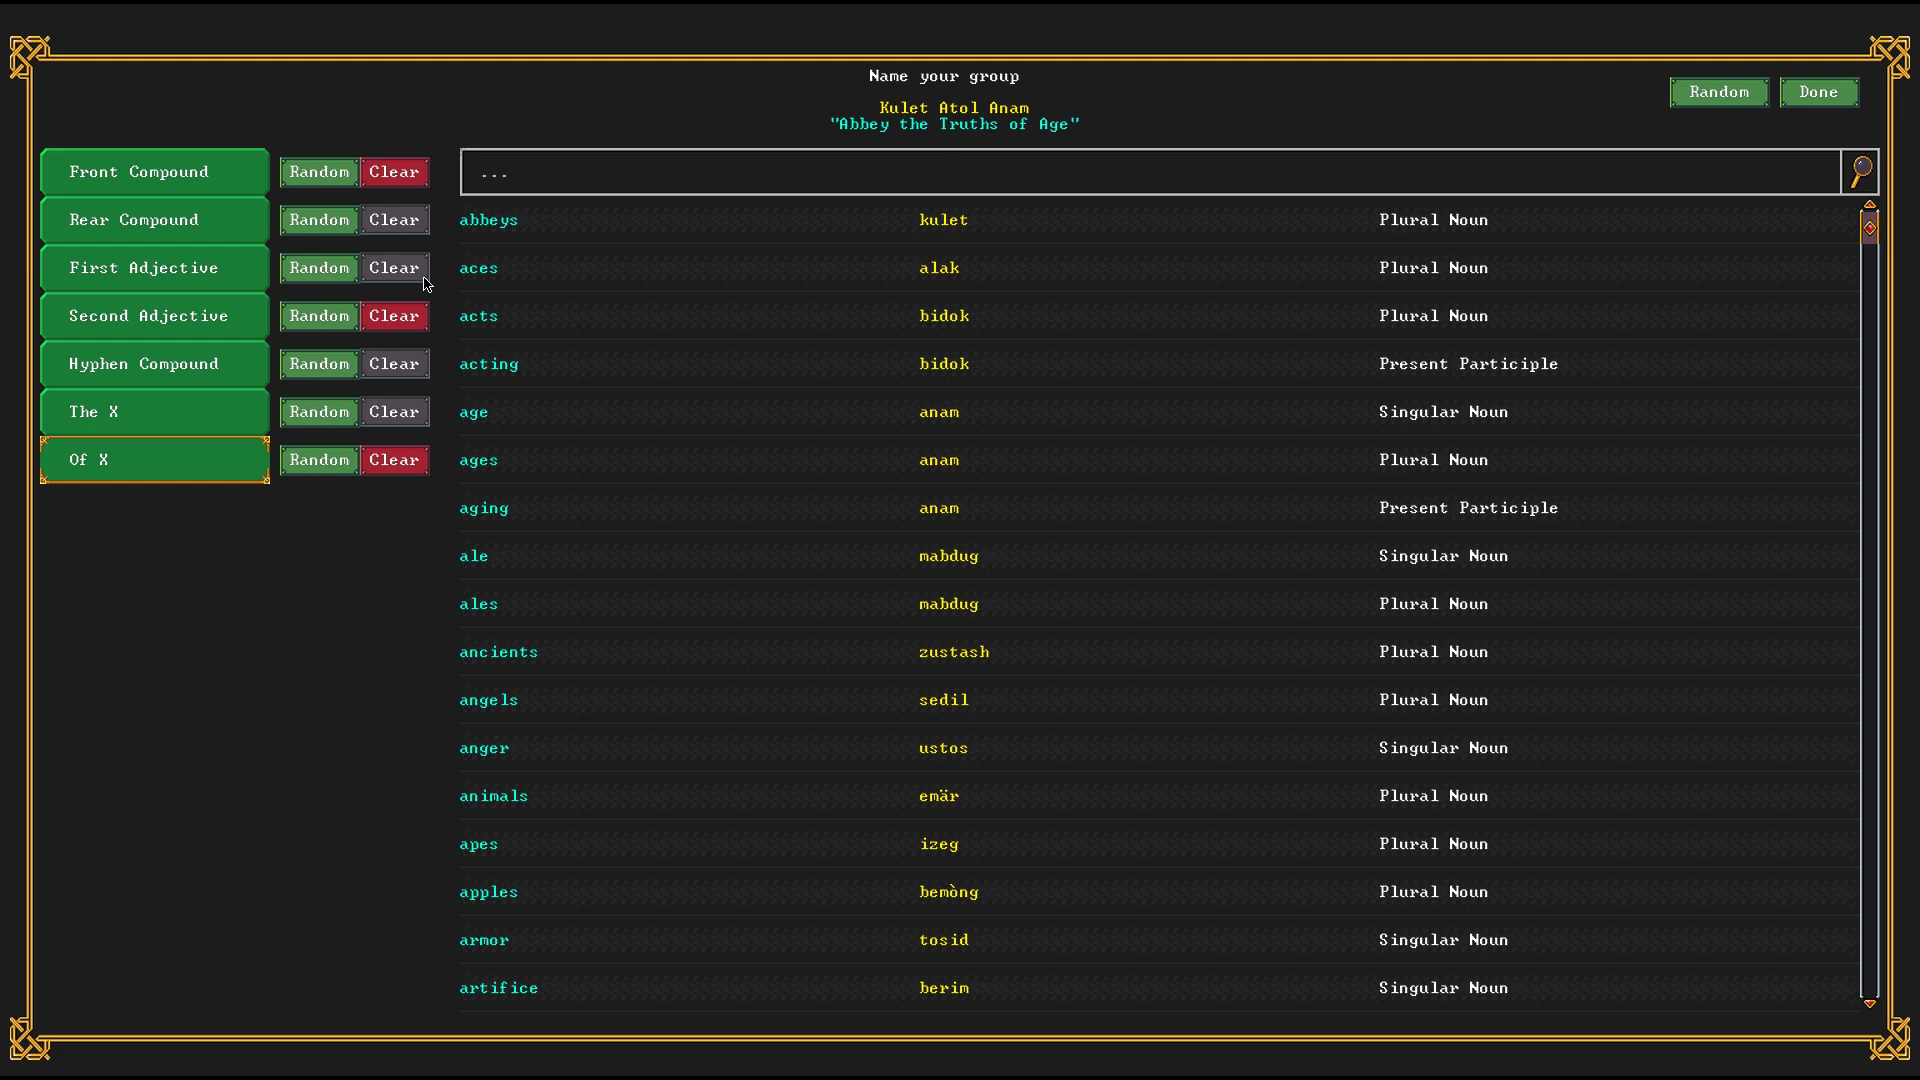 Name your group
Kulet Atol Anam
"Abbey the Truths of Age"
Random Done
Front Compound Random Clear
...
Rear Compound Random Clear
First Adjective Random Clear
Second Adjective Random Clear
Hyphen Compound Random Clear
The X Random Clear
Of X Random Clear
abbeys kulet Plural Noun
aces alak Plural Noun
acts bidok Plural Noun
acting bidok Present Participle
age anam Singular Noun
ages anam Plural Noun
aging anam Present Participle
ale mabdug Singular Noun
ales mabdug Plural Noun
ancients zustash Plural Noun
angels sedil Plural Noun
anger ustos Singular Noun
animals emär Plural Noun
apes izeg Plural Noun
apples bemòng Plural Noun
armor tosid Singular Noun
artifice berim Singular Noun